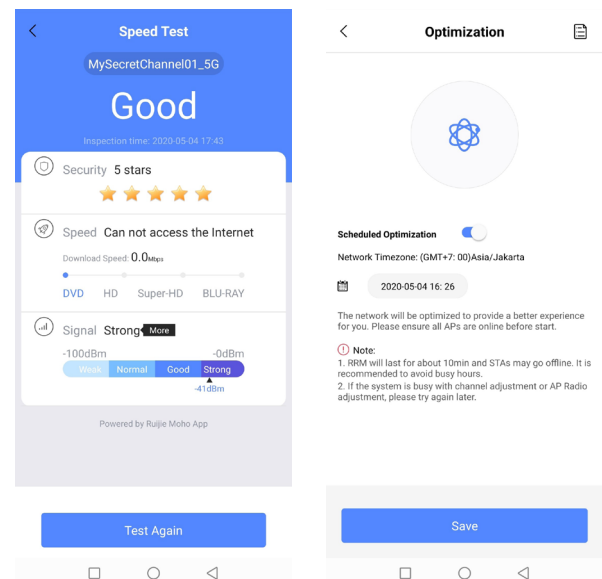 Speed Test
MySecretChannel01_5G
Good
Inspection time: 2020-05-04 17:43
Security 5 stars
Speed Can not access the Internet
Download Speed: 0.0Mbps
DVD HD Super-HD BLU-RAY
Signal Strong More
-100dBm -0dBm
Weak Normal Good Strong
-41dBm
Powered by Ruijie Moho App
Test Again
Optimization
Scheduled Optimization
Network Timezone: (GMT+7: 00)Asia/Jakarta
2020-05-04 16: 26
The network will be optimized to provide a better experience
for you. Please ensure all APs are online before start.
Note:
1. RRM will last for about 10min and STAs may go offline. It is
recommended to avoid busy hours.
2. If the system is busy with channel adjustment or AP Radio
adjustment, please try again later.
Save